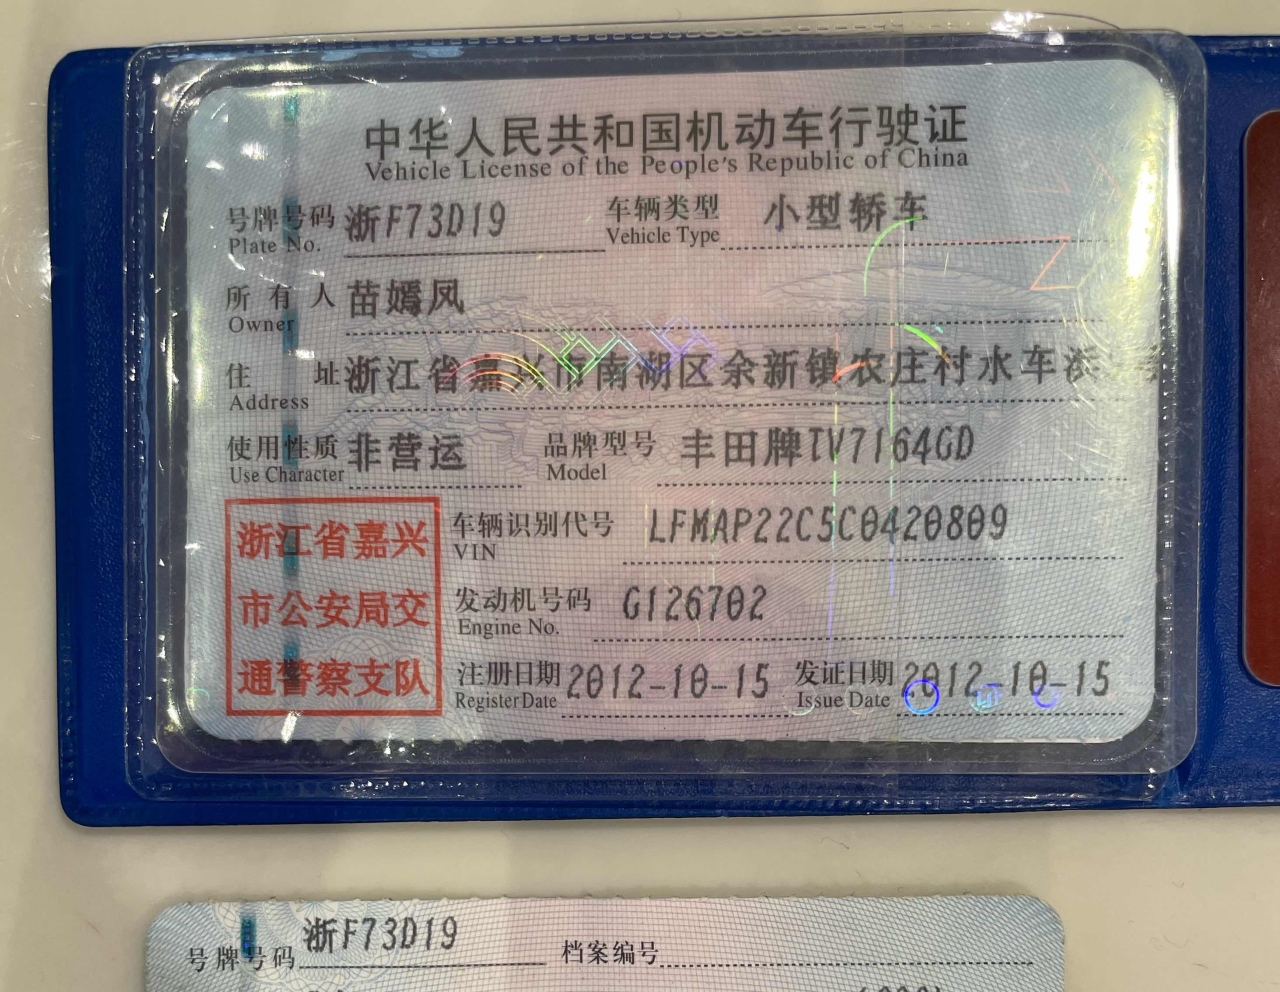 中华人民共和国机动车行驶证
Vehicle License of the People's Republic of China
号牌号码 浙F73D19 车辆类型 小型轿车
Plate No. Vehicle Type
所有人 苗嫣凤
Owner
住址 浙江省嘉兴市南湖区余新镇农庄村水车浜
Address
使用性质 非营运 品牌型号 丰田牌TV7164GD
Use Character Model
浙江省嘉兴
市公安局交
通警察支队
车辆识别代号 LFMAP22C5C0420809
VIN
发动机号码 G126702
Engine No.
注册日期 2012-10-15 发证日期 2012-10-15
Register Date Issue Date
号牌号码 浙F73D19 档案编号